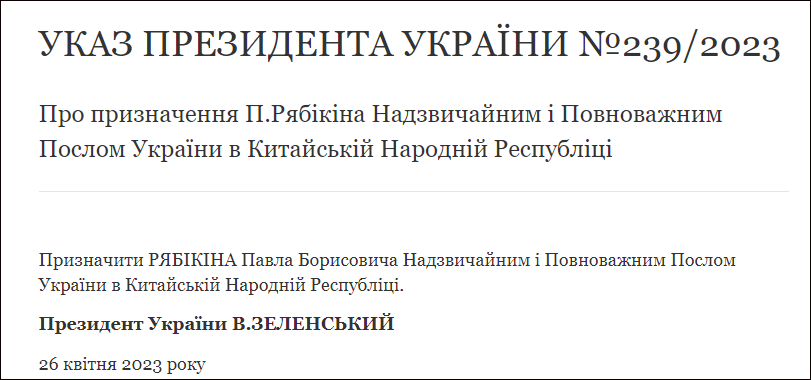 УКАЗ ПРЕЗИДЕНТА УКРАЇНИ №239/2023
Про призначення П.Рябікіна Надзвичайним і Повноважним
Послом України в Китайській Народній Республіці
Призначити РЯБІКІНА Павла Борисовича Надзвичайним і Повноважним Послом
України в Китайській Народній Республіці.
Президент України В.ЗЕЛЕНСЬКИЙ
26 квітня 2023 року